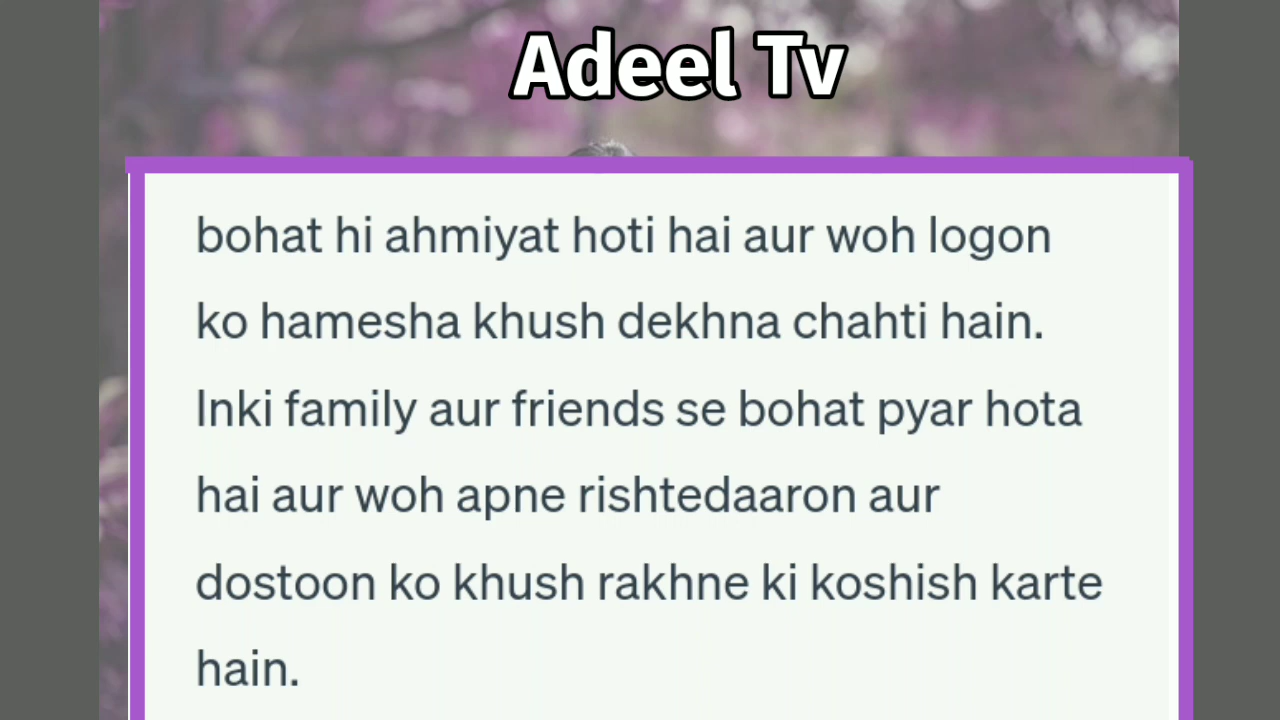 Adeel Tv
bohat hi ahmiyat hoti hai aur woh logon
ko hamesha khush dekhna chahti hain.
Inki family aur friends se bohat pyar hota
hai aur woh apne rishtedaaron aur
dostoon ko khush rakhne ki koshish karte
hain.